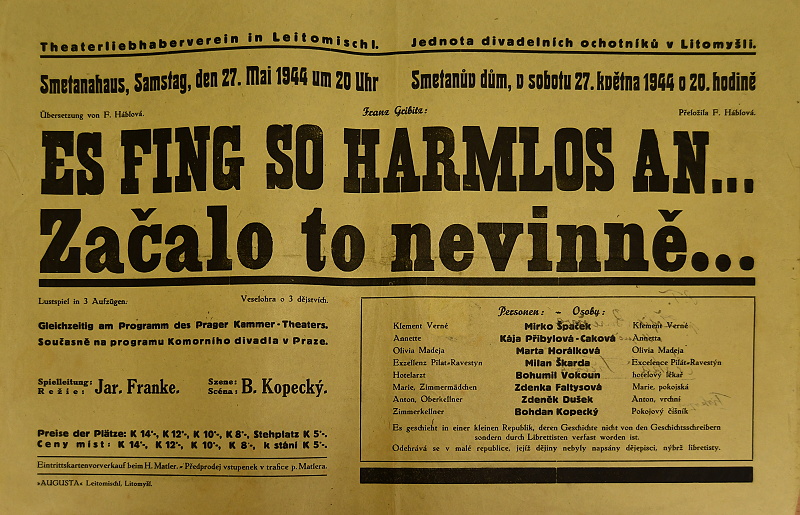 Theaterliebhaberverein in Leitomischl. Jednota divadelních ochotníků v Litomyšli.
Smetanahaus, Samstag, den 27. Mai 1944 um 20 Uhr Smetanův dům, v sobotu 27. května 1944 o 20. hodině
Übersetzung von F. Háblová. Franz Gribitz: Přeložila F. Háblová.
ES FING SO HARMLOS AN...
Začalo to nevinně...
Lustspiel in 3 Aufzügen. Veselohra o 3 dějstvích.
Gleichzeitig am Programm des Prager Kammer-Theaters.
Současně na programu Komorního divadla v Praze.
Spielleitung: Režie: Jar. Franke. Szene: Scéna: B. Kopecký.
Preise der Plätze: K 14'-, K 12'-, K 10'-, K 8'-, Stehplatz K 5'-.
Ceny míst: K 14'-, K 12'-, K 10'-, K 8'-, k stání K 5'-.
Eintrittskartenvorverkauf beim H. Matler. - Předprodej vstupenek v trafice p. Matlera.
»AUGUSTA« Leitomischl. Litomyšl.
Personen: - Osoby:
Klement Verné Mirko Špaček Klement Verné
Annette Kája Přibylová-Caková Annetta
Olivia Madeja Marta Horálková Olivia Madeja
Exzellenz Pilat-Ravestyn Milan Škarda Excelence Pilát-Ravestýn
Hotelarzt Bohumil Vokoun hotelový lékař
Marie, Zimmermädchen Zdenka Faltysová Marie, pokojská
Anton, Oberkellner Zdeněk Dušek Anton, vrchní
Zimmerkellner Bohdan Kopecký Pokojový číšník
Es geschieht in einer kleinen Republik, deren Geschichte nicht von den Geschichtsschreibern
sondern durch Librettisten verfast worden ist.
Odehrává se v malé republice, jejíž dějiny nebyly napsány dějepisci, nýbrž libretisty.